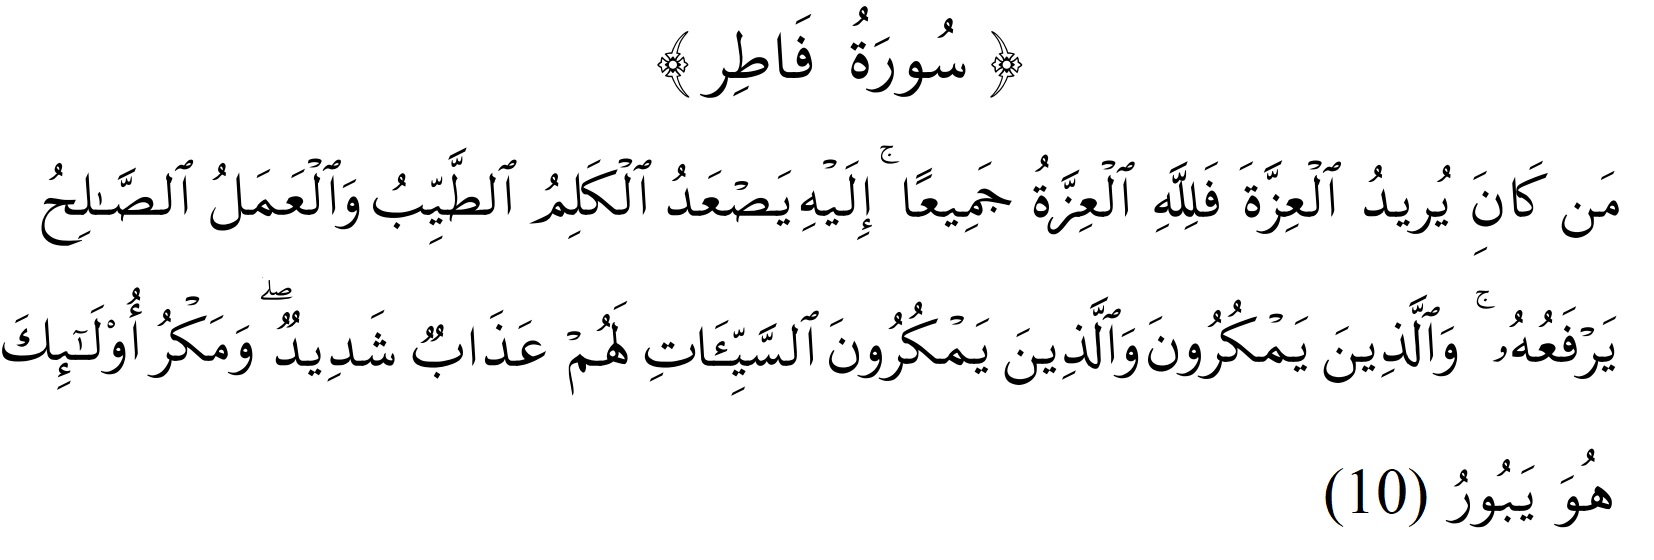 ﴿ سُورَةُ فَاطِر ﴾
مَن كَانَِ يُرِيدُ ٱلْعِزَّةَ فَلِلَّهِ ٱلْعِزَّةُ جَمِيعًا ۚ إِلَيْهِ يَصْعَدُ ٱلْكَلِمُ ٱلطَّيِّبُ وَٱلْعَمَلُ ٱلصَّـٰلِحُ
يَرْفَعُهُۥ ۚ وَٱلَّذِينَ يَمْكُرُونَ وَٱلَّذِينَ يَمْكُرُونَ ٱلسَّيِّـَٔاتِ لَهُمْ عَذَابٌ شَدِيدٌ ۖ وَمَكْرُ أُو۟لَـٰٓئِكَ
هُوَ يَبُورُ (10)